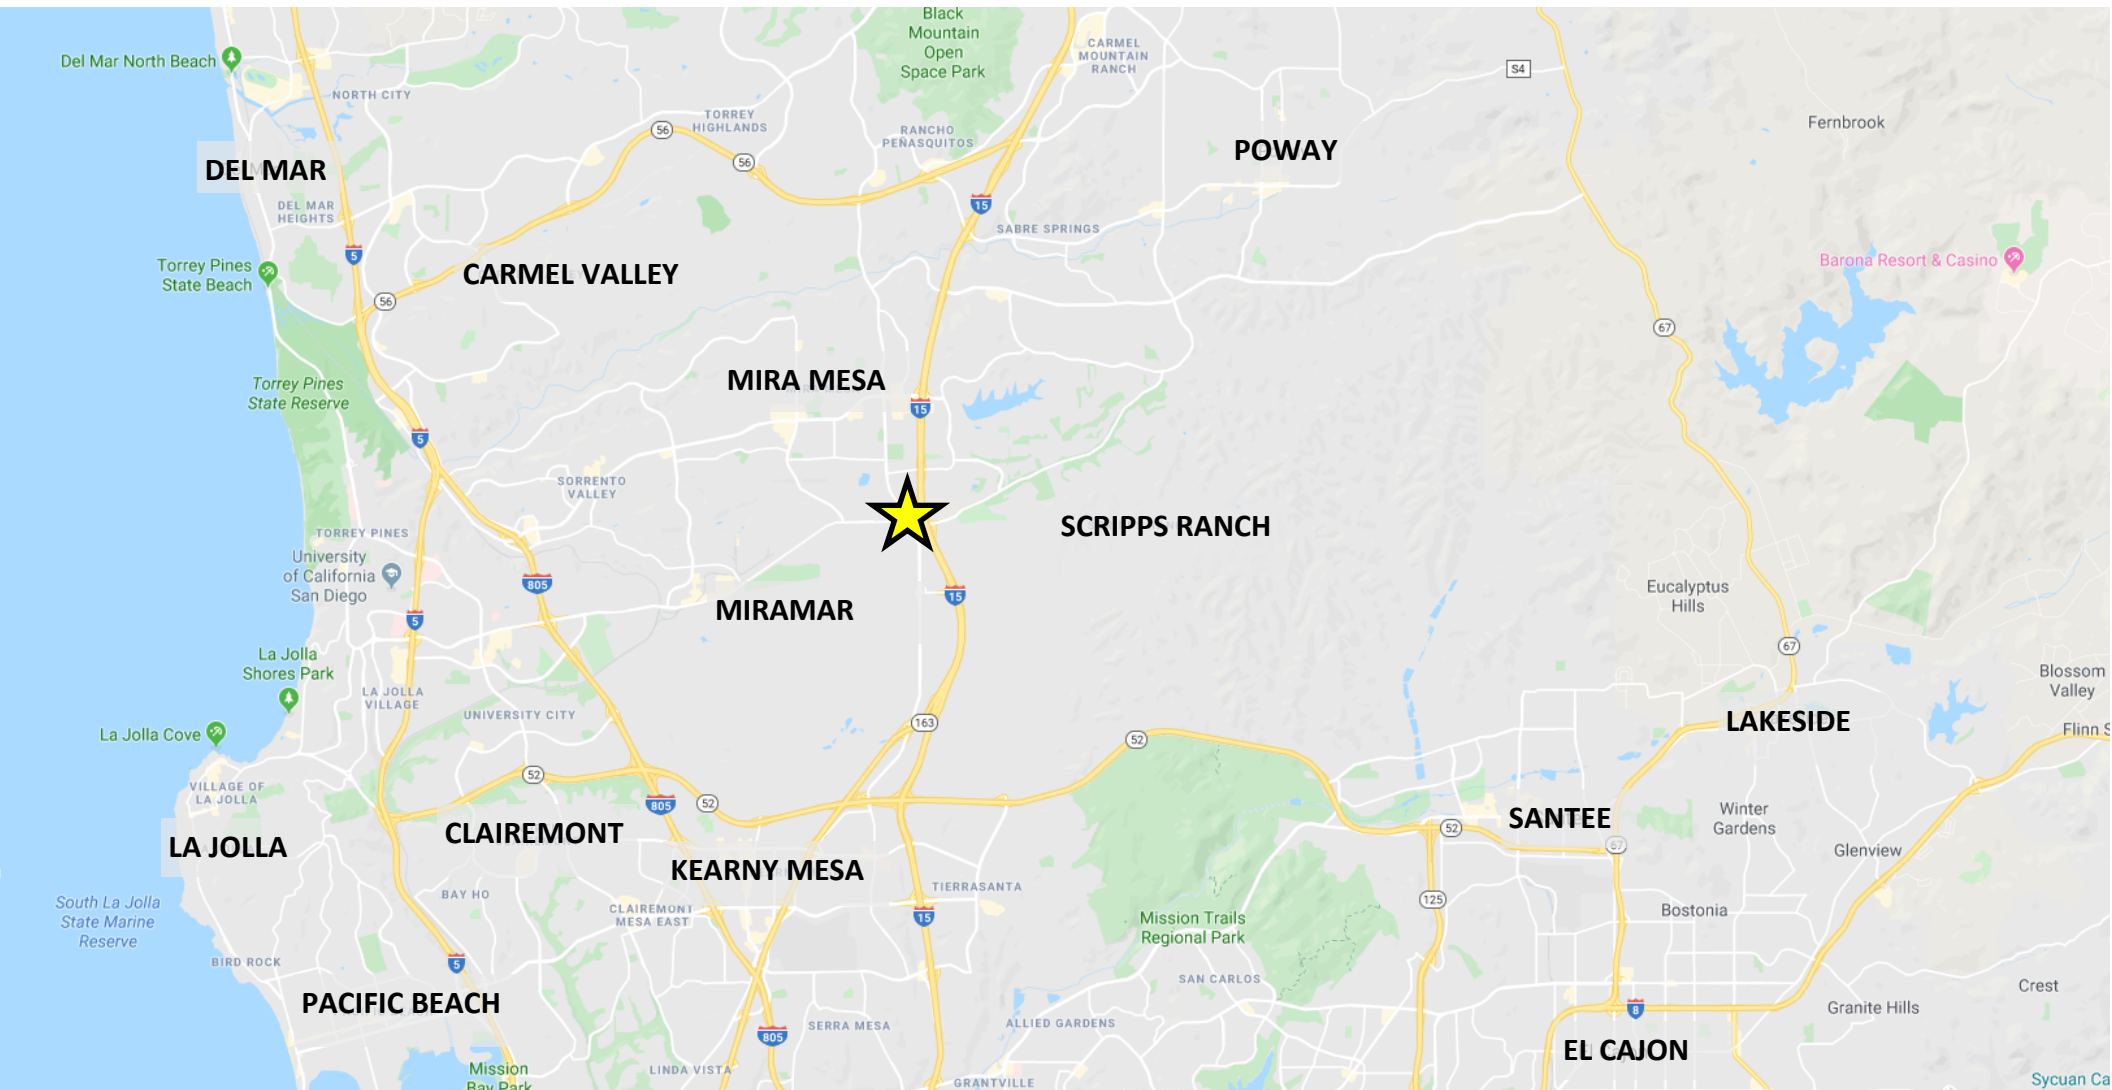 Black
Mountain
Open
Space Park
CARMEL
MOUNTAIN
RANCH
Del Mar North Beach
S4
NORTH CITY
TORREY
HIGHLANDS
56
RANCHO
PEÑASQUITOS
56
Fernbrook
POWAY
DEL MAR
DEL MAR
HEIGHTS
15
SABRE SPRINGS
5
Torrey Pines
State Beach
CARMEL VALLEY
Barona Resort & Casino
56
67
MIRA MESA
Torrey Pines
State Reserve
15
5
SORRENTO
VALLEY
SCRIPPS RANCH
TORREY PINES
University
of California
San Diego
805
15
Eucalyptus
Hills
MIRAMAR
5
67
La Jolla
Shores Park
Blossom
Valley
LA JOLLA
VILLAGE
UNIVERSITY CITY
163
LAKESIDE
Flinn S
La Jolla Cove
52
52
VILLAGE OF
LA JOLLA
805
52
Winter
Gardens
SANTEE
52
CLAIREMONT
67
LA JOLLA
Glenview
KEARNY MESA
TIERRASANTA
BAY HO
125
South La Jolla
State Marine
Reserve
CLAIREMONT
MESA EAST
15
Mission Trails
Regional Park
Bostonia
BIRD ROCK
5
SAN CARLOS
Crest
PACIFIC BEACH
Granite Hills
8
SERRA MESA
ALLIED GARDENS
805
EL CAJON
Mission
Bay Park
LINDA VISTA
GRANTVILLE
Sycuan Ca